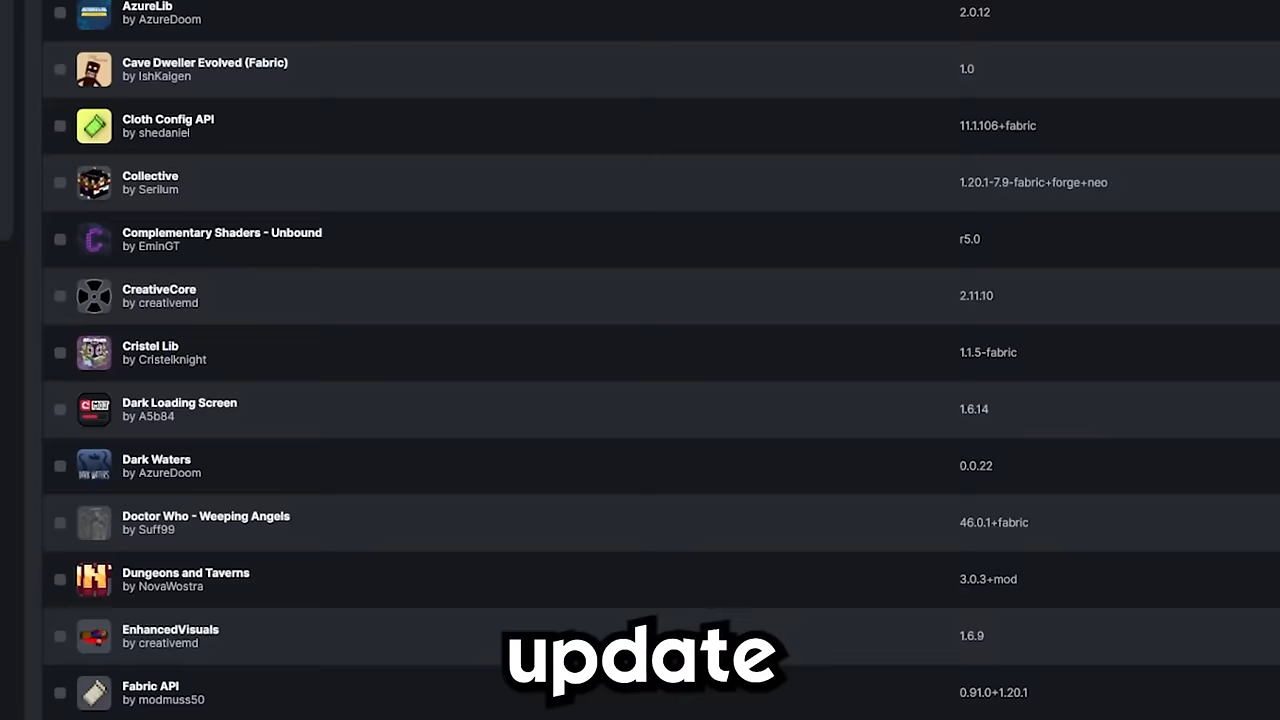 AzureLib
by AzureDoom
2.0.12
Cave Dweller Evolved (Fabric)
by IshKaigen
1.0
Cloth Config API
by shedaniel
11.1.106+fabric
Collective
by Serilum
1.20.1-7.9-fabric+forge+neo
Complementary Shaders - Unbound
by EminGT
r5.0
CreativeCore
by creativemd
2.11.10
Cristel Lib
by Cristelknight
1.1.5-fabric
Dark Loading Screen
by A5b84
1.6.14
Dark Waters
by AzureDoom
0.0.22
Doctor Who - Weeping Angels
by Suff99
46.0.1+fabric
Dungeons and Taverns
by NovaWostra
3.0.3+mod
EnhancedVisuals
by creativemd
1.6.9
update
Fabric API
by modmuss50
0.91.0+1.20.1